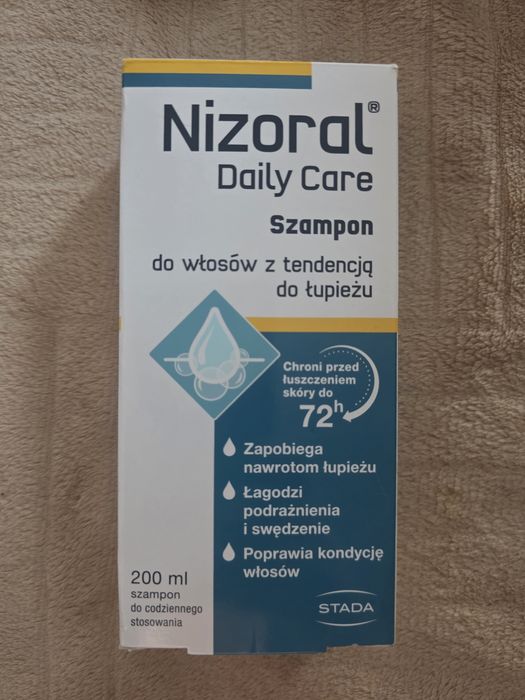 Nizoral®
Daily Care
Szampon
do włosów z tendencją
do łupieżu
Chroni przed
łuszczeniem
skóry do
72h
Zapobiega
nawrotom łupieżu
Łagodzi
podrażnienia
i swędzenie
Poprawia kondycję
włosów
200 ml
szampon
do codziennego
stosowania
STADA